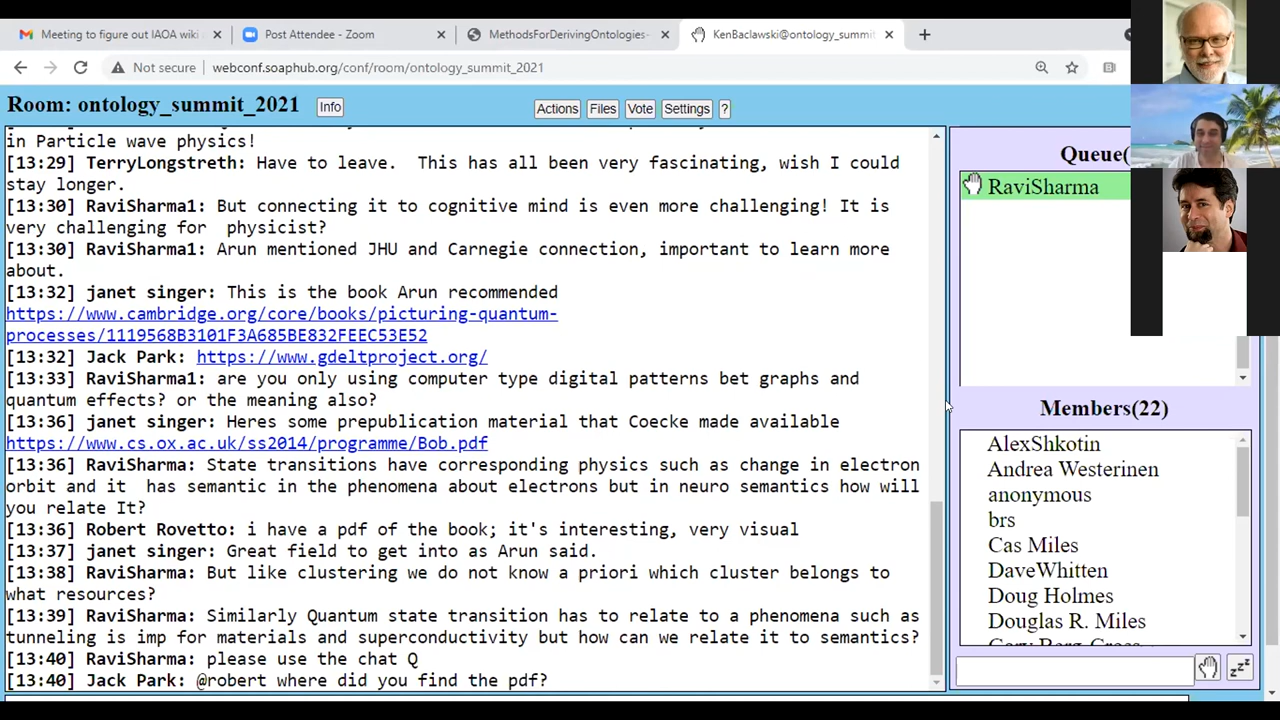 Meeting to figure out IAOA wiki
Post Attendee - Zoom
MethodsForDerivingOntologies-
KenBaclawski@ontology_summit
Not secure
webconf.soaphub.org/conf/room/ontology_summit_2021
Room: ontology_summit_2021
Info
Actions
Files
Vote
Settings
?
in Particle wave physics!
[13:29] TerryLongstreth: Have to leave.  This has all been very fascinating, wish I could
stay longer.
[13:30] RaviSharma1: But connecting it to cognitive mind is even more challenging! It is
very challenging for  physicist?
[13:30] RaviSharma1: Arun mentioned JHU and Carnegie connection, important to learn more
about.
[13:32] janet singer: This is the book Arun recommended
https://www.cambridge.org/core/books/picturing-quantum-
processes/1119568B3101F3A685BE832FEEC53E52
[13:32] Jack Park: https://www.gdeltproject.org/
[13:33] RaviSharma1: are you only using computer type digital patterns bet graphs and
quantum effects? or the meaning also?
[13:36] janet singer: Heres some prepublication material that Coecke made available
https://www.cs.ox.ac.uk/ss2014/programme/Bob.pdf
[13:36] RaviSharma: State transitions have corresponding physics such as change in electron
orbit and it  has semantic in the phenomena about electrons but in neuro semantics how will
you relate It?
[13:36] Robert Rovetto: i have a pdf of the book; it's interesting, very visual
[13:37] janet singer: Great field to get into as Arun said.
[13:38] RaviSharma: But like clustering we do not know a priori which cluster belongs to
what resources?
[13:39] RaviSharma: Similarly Quantum state transition has to relate to a phenomena such as
tunneling is imp for materials and superconductivity but how can we relate it to semantics?
[13:40] RaviSharma: please use the chat Q
[13:40] Jack Park: @robert where did you find the pdf?
Queue(
RaviSharma
Members(22)
AlexShkotin
Andrea Westerinen
anonymous
brs
Cas Miles
DaveWhitten
Doug Holmes
Douglas R. Miles
zzz